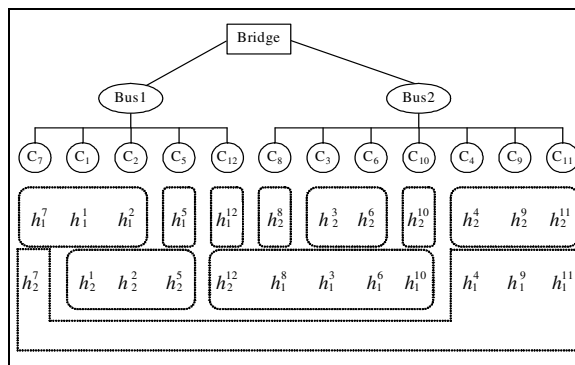 Bridge
Bus1 Bus2
C₇ C₁ C₂ C₅ C₁₂ C₈ C₃ C₆ C₁₀ C₄ C₉ C₁₁
h₁⁷ h₁¹ h₁² h₁⁵ h₁¹² h₂⁸ h₂³ h₂⁶ h₂¹⁰ h₂⁴ h₂⁹ h₂¹¹
h₂⁷ h₂¹ h₂² h₂⁵ h₂¹² h₁⁸ h₁³ h₁⁶ h₁¹⁰ h₁⁴ h₁⁹ h₁¹¹